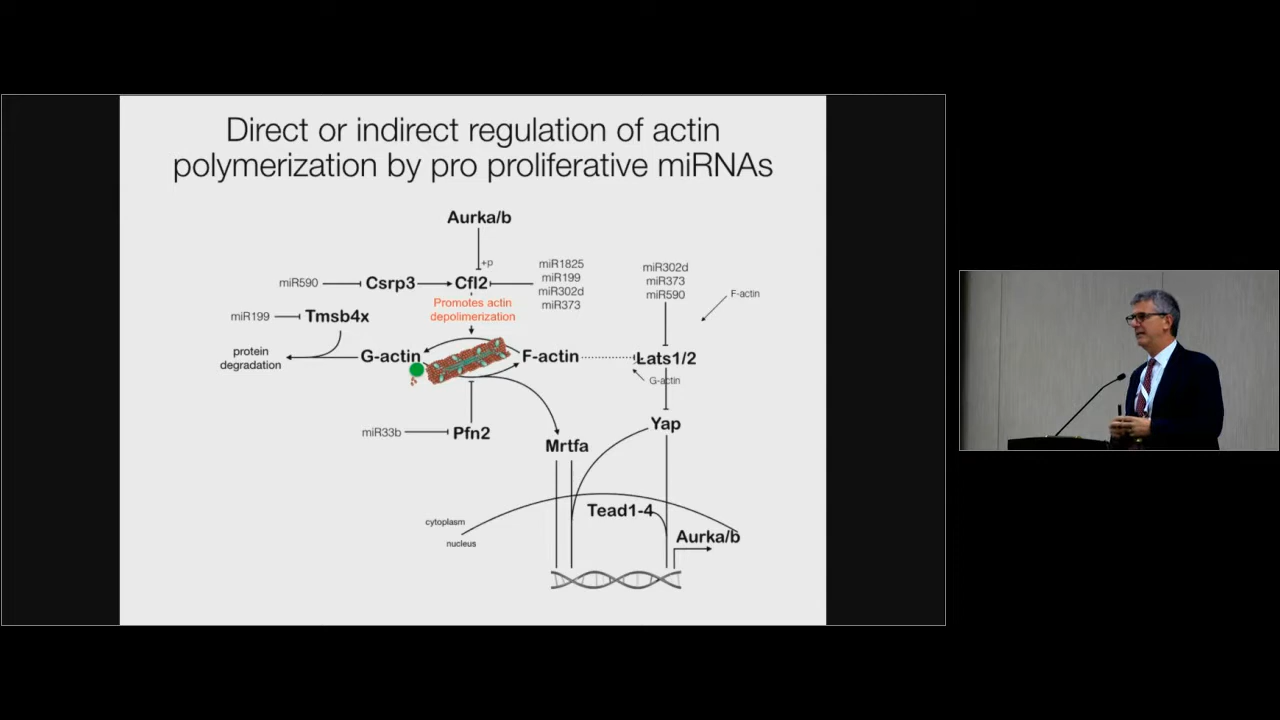 Direct or indirect regulation of actin
polymerization by pro proliferative miRNAs
Aurka/b
+p
miR590
Csrp3
Cfl2
miR1825
miR199
miR302d
miR373
miR302d
miR373
miR590
F-actin
Promotes actin
depolimerization
miR199
Tmsb4x
protein
degradation
G-actin
F-actin
Lats1/2
G-actin
miR33b
Pfn2
Yap
Mrtfa
Tead1-4
cytoplasm
nucleus
Aurka/b